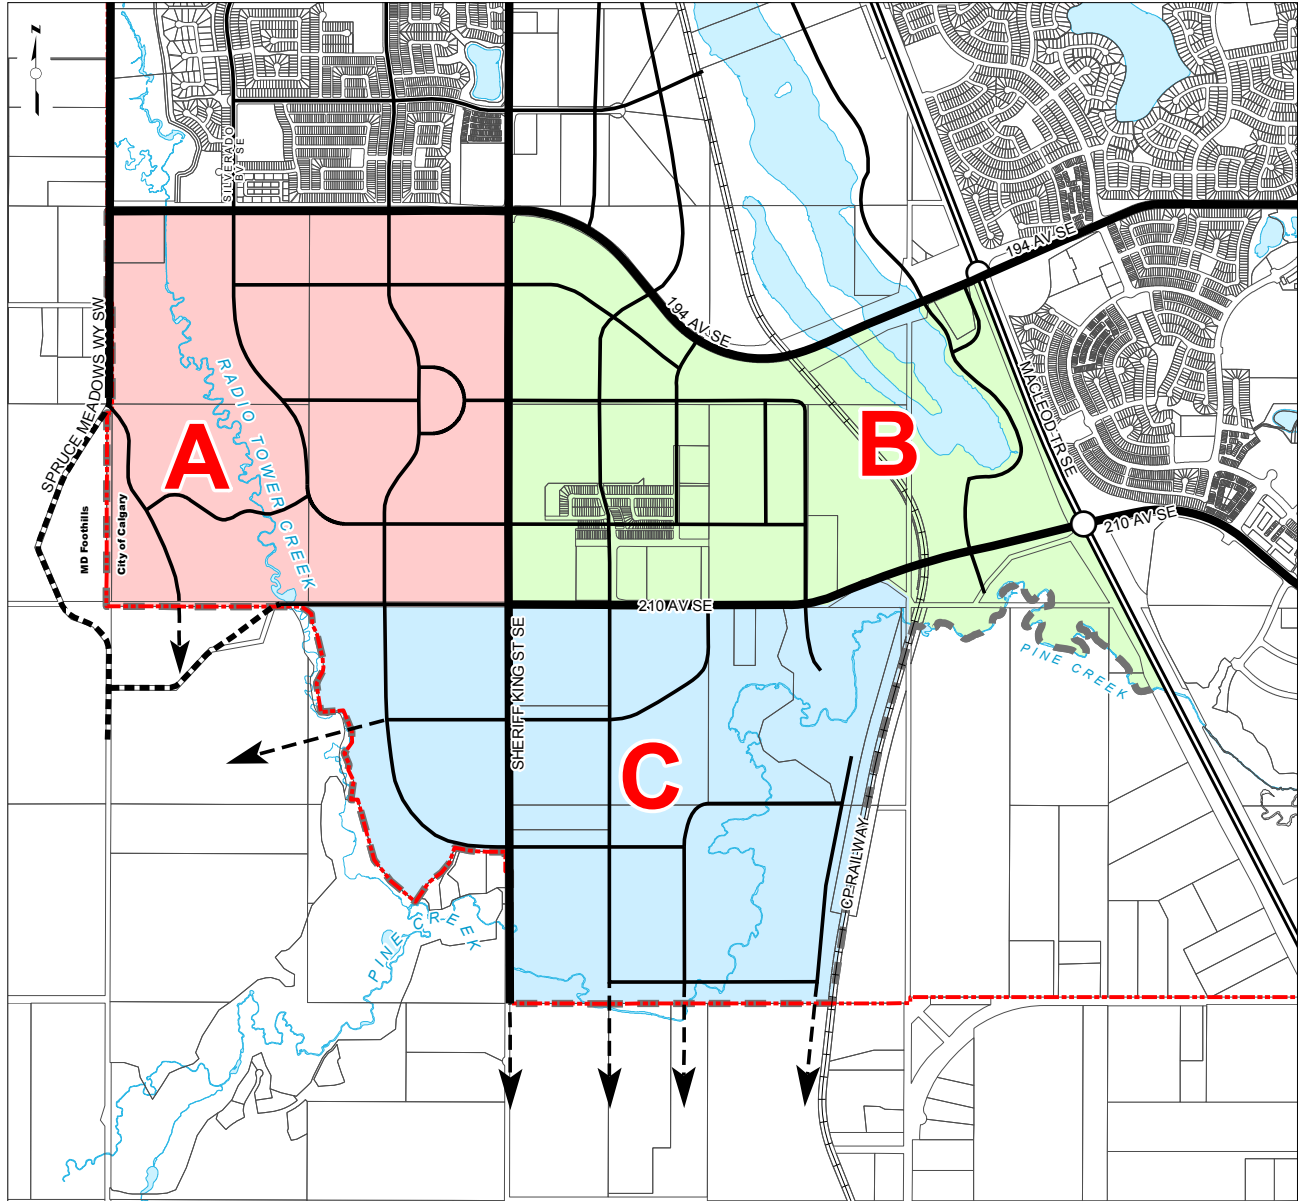 N
SILVERADO
BV SE
194 AV SE
194 AV SE
SPRUCE MEADOWS WY SW
RADIO TOWER CREEK
MACLEOD TR SE
A
B
MD Foothills
City of Calgary
210 AV SE
210 AV SE
SHERIFF KING ST SE
PINE CREEK
C
CP RAILWAY
PINE CREEK